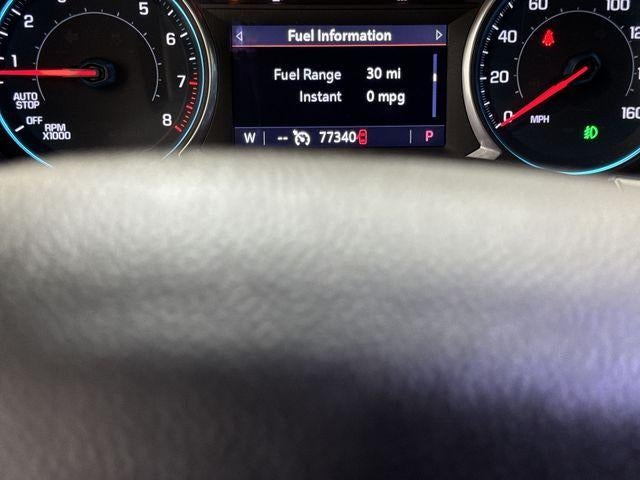 Fuel Information
Fuel Range 30 mi
Instant 0 mpg
W -- 77340 P
1 2 5 6 7 8
AUTO
STOP
OFF
RPM
X1000
0 20 40 60 100 160
MPH